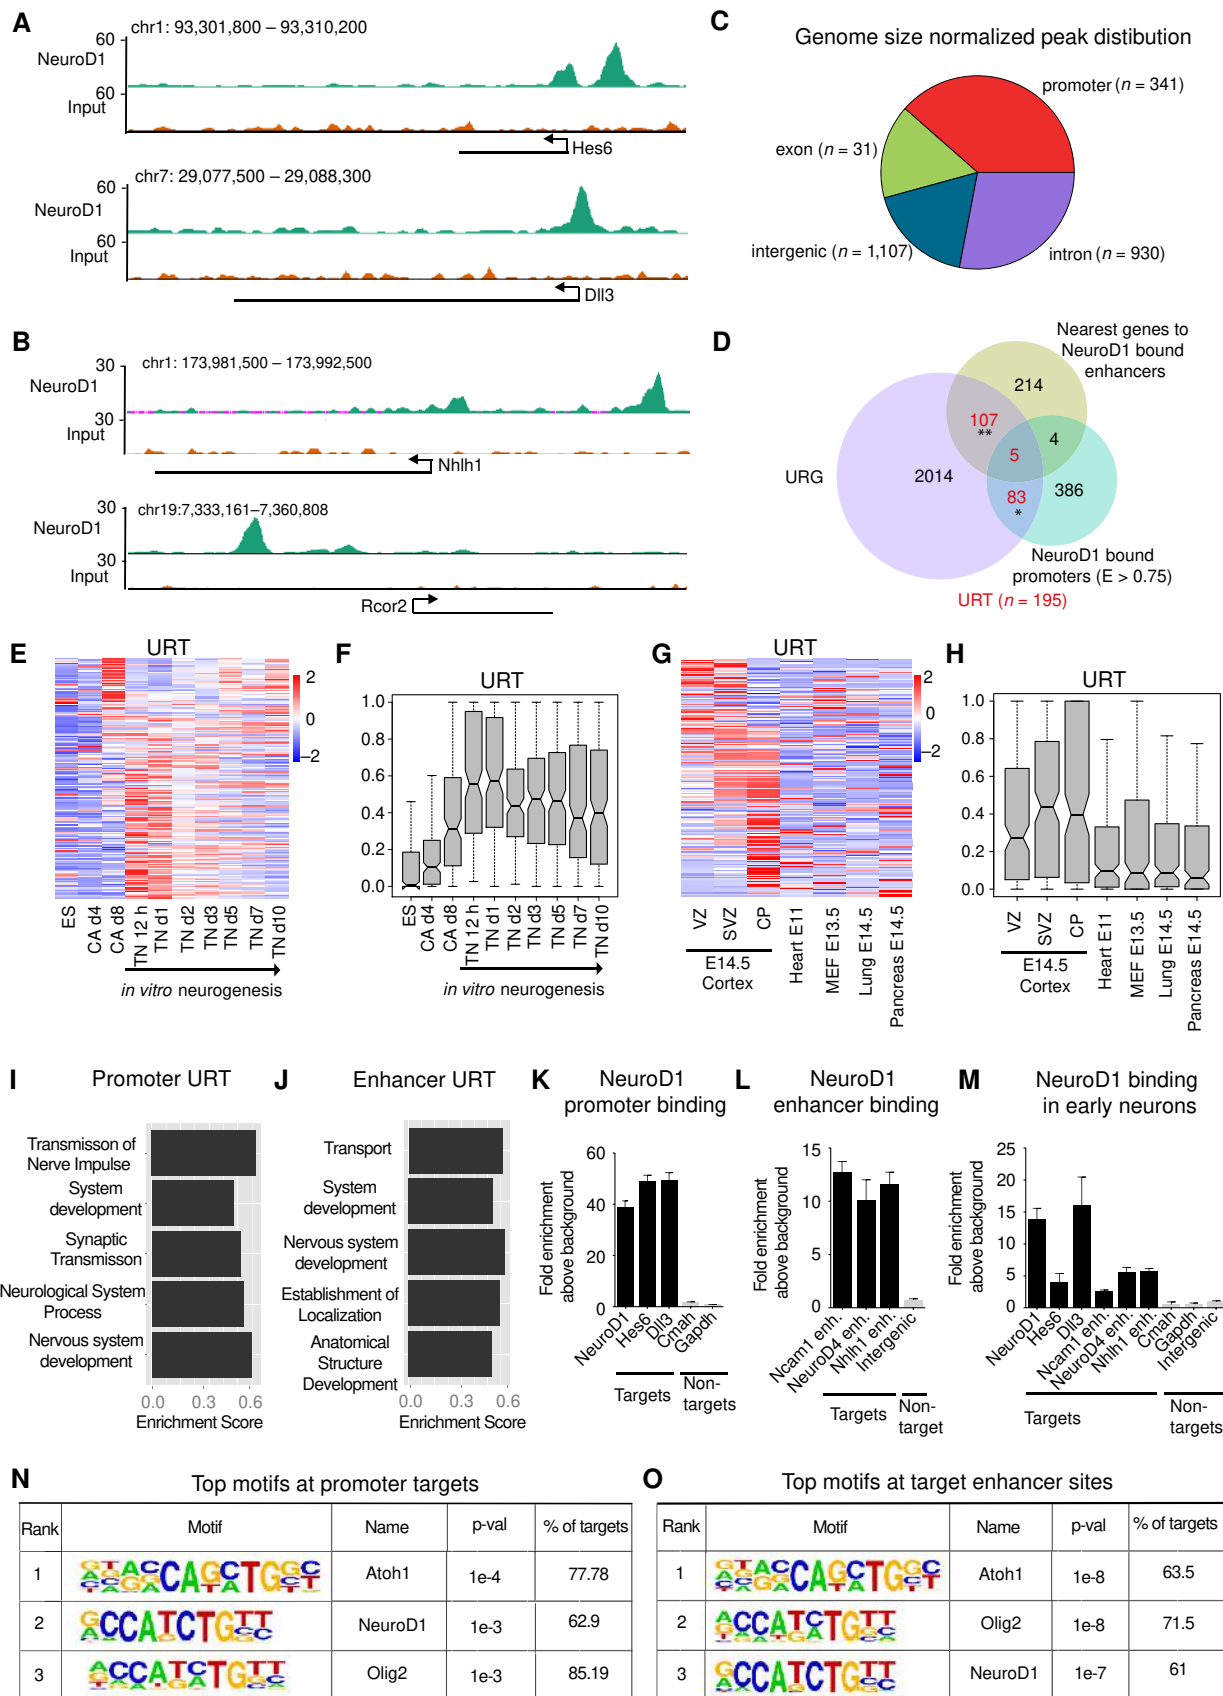 A
chr1: 93,301,800 – 93,310,200
60
NeuroD1
60
Input
Hes6
chr7: 29,077,500 – 29,088,300
60
NeuroD1
60
Input
Dll3
B
chr1: 173,981,500 – 173,992,500
30
NeuroD1
30
Input
Nhlh1
chr19:7,333,161–7,360,808
30
NeuroD1
30
Input
Rcor2
C
Genome size normalized peak distibution
promoter (n = 341)
exon (n = 31)
intergenic (n = 1,107)
intron (n = 930)
D
Nearest genes to
NeuroD1 bound
enhancers
214
107
**
4
5
URG
2014
83
*
386
NeuroD1 bound
promoters (E > 0.75)
URT (n = 195)
E
URT
2
0
–2
ES
CA d4
CA d8
TN 12 h
TN d1
TN d2
TN d3
TN d5
TN d7
TN d10
in vitro neurogenesis
F
URT
1.0
0.8
0.6
0.4
0.2
0.0
ES
CA d4
CA d8
TN 12 h
TN d1
TN d2
TN d3
TN d5
TN d7
TN d10
in vitro neurogenesis
G
URT
2
0
–2
VZ
SVZ
CP
Heart E11
MEF E13.5
Lung E14.5
Pancreas E14.5
E14.5
Cortex
H
URT
1.0
0.8
0.6
0.4
0.2
0.0
VZ
SVZ
CP
Heart E11
MEF E13.5
Lung E14.5
Pancreas E14.5
E14.5
Cortex
I
Promoter URT
Transmisson of
Nerve Impulse
System
development
Synaptic
Transmisson
Neurological System
Process
Nervous system
development
0.0
0.3
0.6
Enrichment Score
J
Enhancer URT
Transport
System
development
Nervous system
development
Establishment of
Localization
Anatomical
Structure
Development
0.0
0.3
0.6
Enrichment Score
K
NeuroD1
promoter binding
Fold enrichment
above background
60
40
20
0
NeuroD1
Hes6
Dll3
Cmah
Gapdh
Targets
Non-
targets
L
NeuroD1
enhancer binding
Fold enrichment
above background
15
10
5
0
Ncam1 enh.
NeuroD4 enh.
Nhlh1 enh.
Intergenic
Targets
Non-
target
M
NeuroD1 binding
in early neurons
Fold enrichment
above background
25
20
15
10
5
0
NeuroD1
Hes6
Dll3
Ncam1 enh.
NeuroD4 enh.
Nhlh1 enh.
Cmah
Gapdh
Intergenic
Targets
Non-
targets
N
Top motifs at promoter targets
Rank Motif Name p-val % of targets
1 Atoh1 1e-4 77.78
2 NeuroD1 1e-3 62.9
3 Olig2 1e-3 85.19
O
Top motifs at target enhancer sites
Rank Motif Name p-val % of targets
1 Atoh1 1e-8 63.5
2 Olig2 1e-8 71.5
3 NeuroD1 1e-7 61